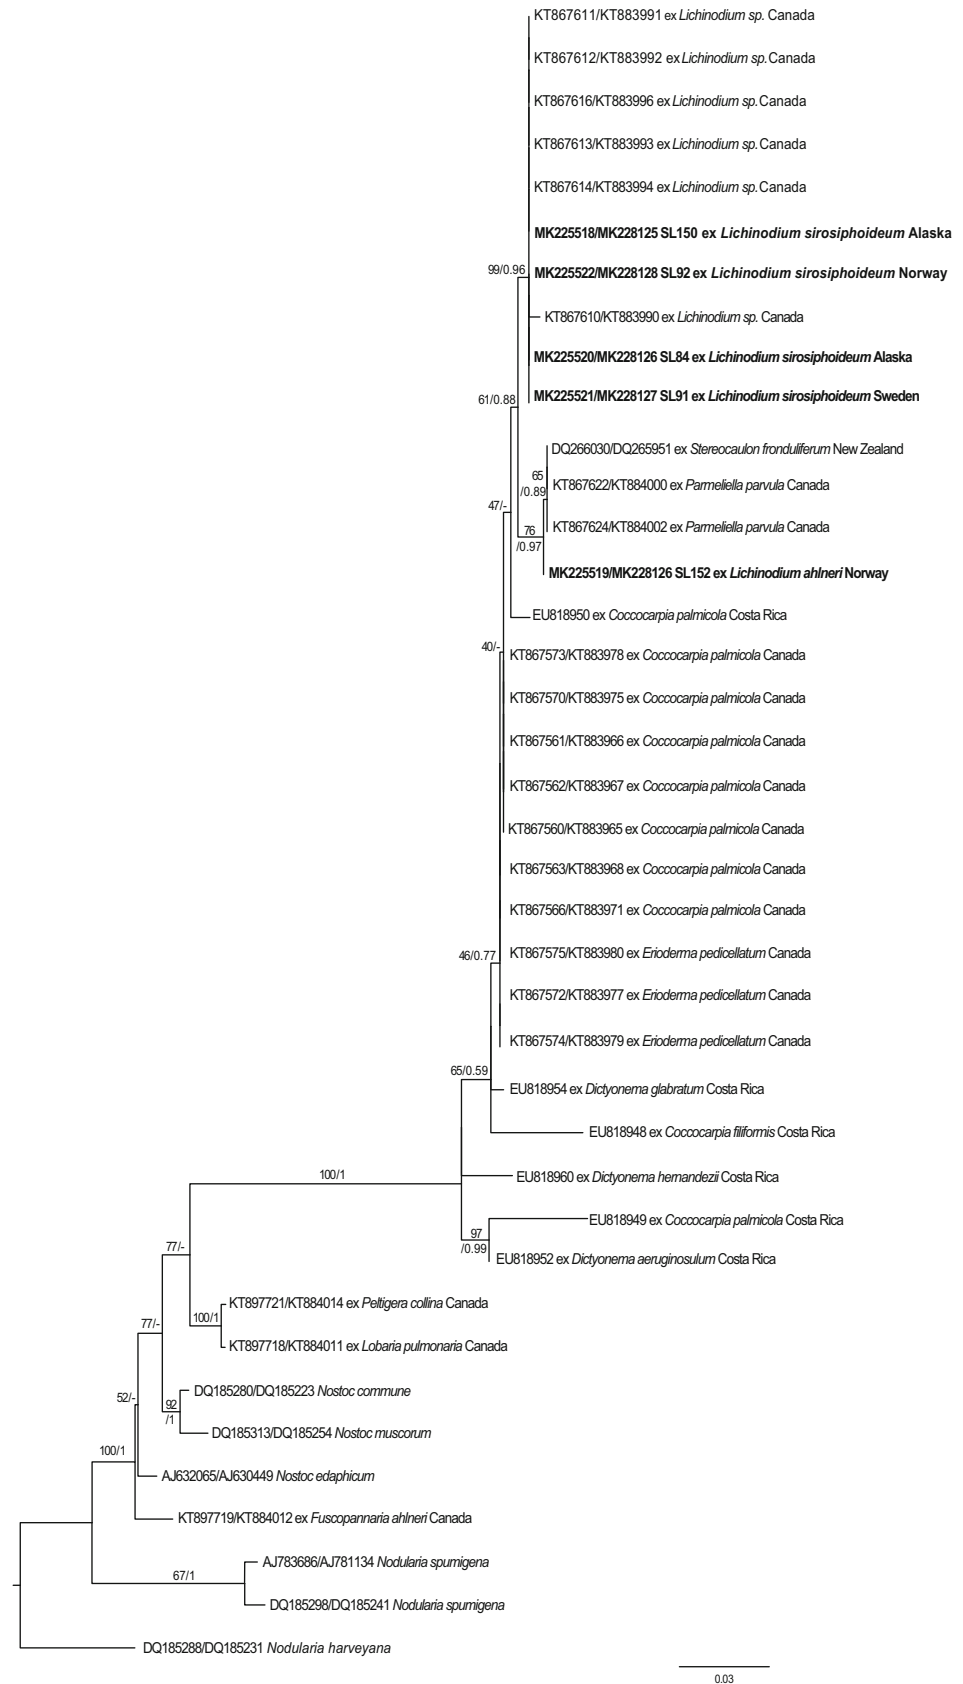 KT867611/KT883991 ex Lichinodium sp. Canada
KT867612/KT883992 ex Lichinodium sp. Canada
KT867616/KT883996 ex Lichinodium sp. Canada
KT867613/KT883993 ex Lichinodium sp. Canada
KT867614/KT883994 ex Lichinodium sp. Canada
MK225518/MK228125 SL150 ex Lichinodium sirosiphoideum Alaska
99/0.96
MK225522/MK228128 SL92 ex Lichinodium sirosiphoideum Norway
KT867610/KT883990 ex Lichinodium sp. Canada
MK225520/MK228126 SL84 ex Lichinodium sirosiphoideum Alaska
61/0.88
MK225521/MK228127 SL91 ex Lichinodium sirosiphoideum Sweden
DQ266030/DQ265951 ex Stereocaulon fronduliferum New Zealand
65
/0.89
KT867622/KT884000 ex Parmeliella parvula Canada
47/-
KT867624/KT884002 ex Parmeliella parvula Canada
76
/0.97
MK225519/MK228126 SL152 ex Lichinodium ahlneri Norway
EU818950 ex Coccocarpia palmicola Costa Rica
40/-
KT867573/KT883978 ex Coccocarpia palmicola Canada
KT867570/KT883975 ex Coccocarpia palmicola Canada
KT867561/KT883966 ex Coccocarpia palmicola Canada
KT867562/KT883967 ex Coccocarpia palmicola Canada
KT867560/KT883965 ex Coccocarpia palmicola Canada
KT867563/KT883968 ex Coccocarpia palmicola Canada
KT867566/KT883971 ex Coccocarpia palmicola Canada
46/0.77
KT867575/KT883980 ex Erioderma pedicellatum Canada
KT867572/KT883977 ex Erioderma pedicellatum Canada
KT867574/KT883979 ex Erioderma pedicellatum Canada
65/0.59
EU818954 ex Dictyonema glabratum Costa Rica
EU818948 ex Coccocarpia filiformis Costa Rica
100/1
EU818960 ex Dictyonema hernandezii Costa Rica
EU818949 ex Coccocarpia palmicola Costa Rica
97
/0.99
EU818952 ex Dictyonema aeruginosulum Costa Rica
77/-
KT897721/KT884014 ex Peltigera collina Canada
100/1
KT897718/KT884011 ex Lobaria pulmonaria Canada
77/-
DQ185280/DQ185223 Nostoc commune
52/-
92
/1
DQ185313/DQ185254 Nostoc muscorum
100/1
AJ632065/AJ630449 Nostoc edaphicum
KT897719/KT884012 ex Fuscopannaria ahlneri Canada
AJ783686/AJ781134 Nodularia spumigena
67/1
DQ185298/DQ185241 Nodularia spumigena
DQ185288/DQ185231 Nodularia harveyana
0.03